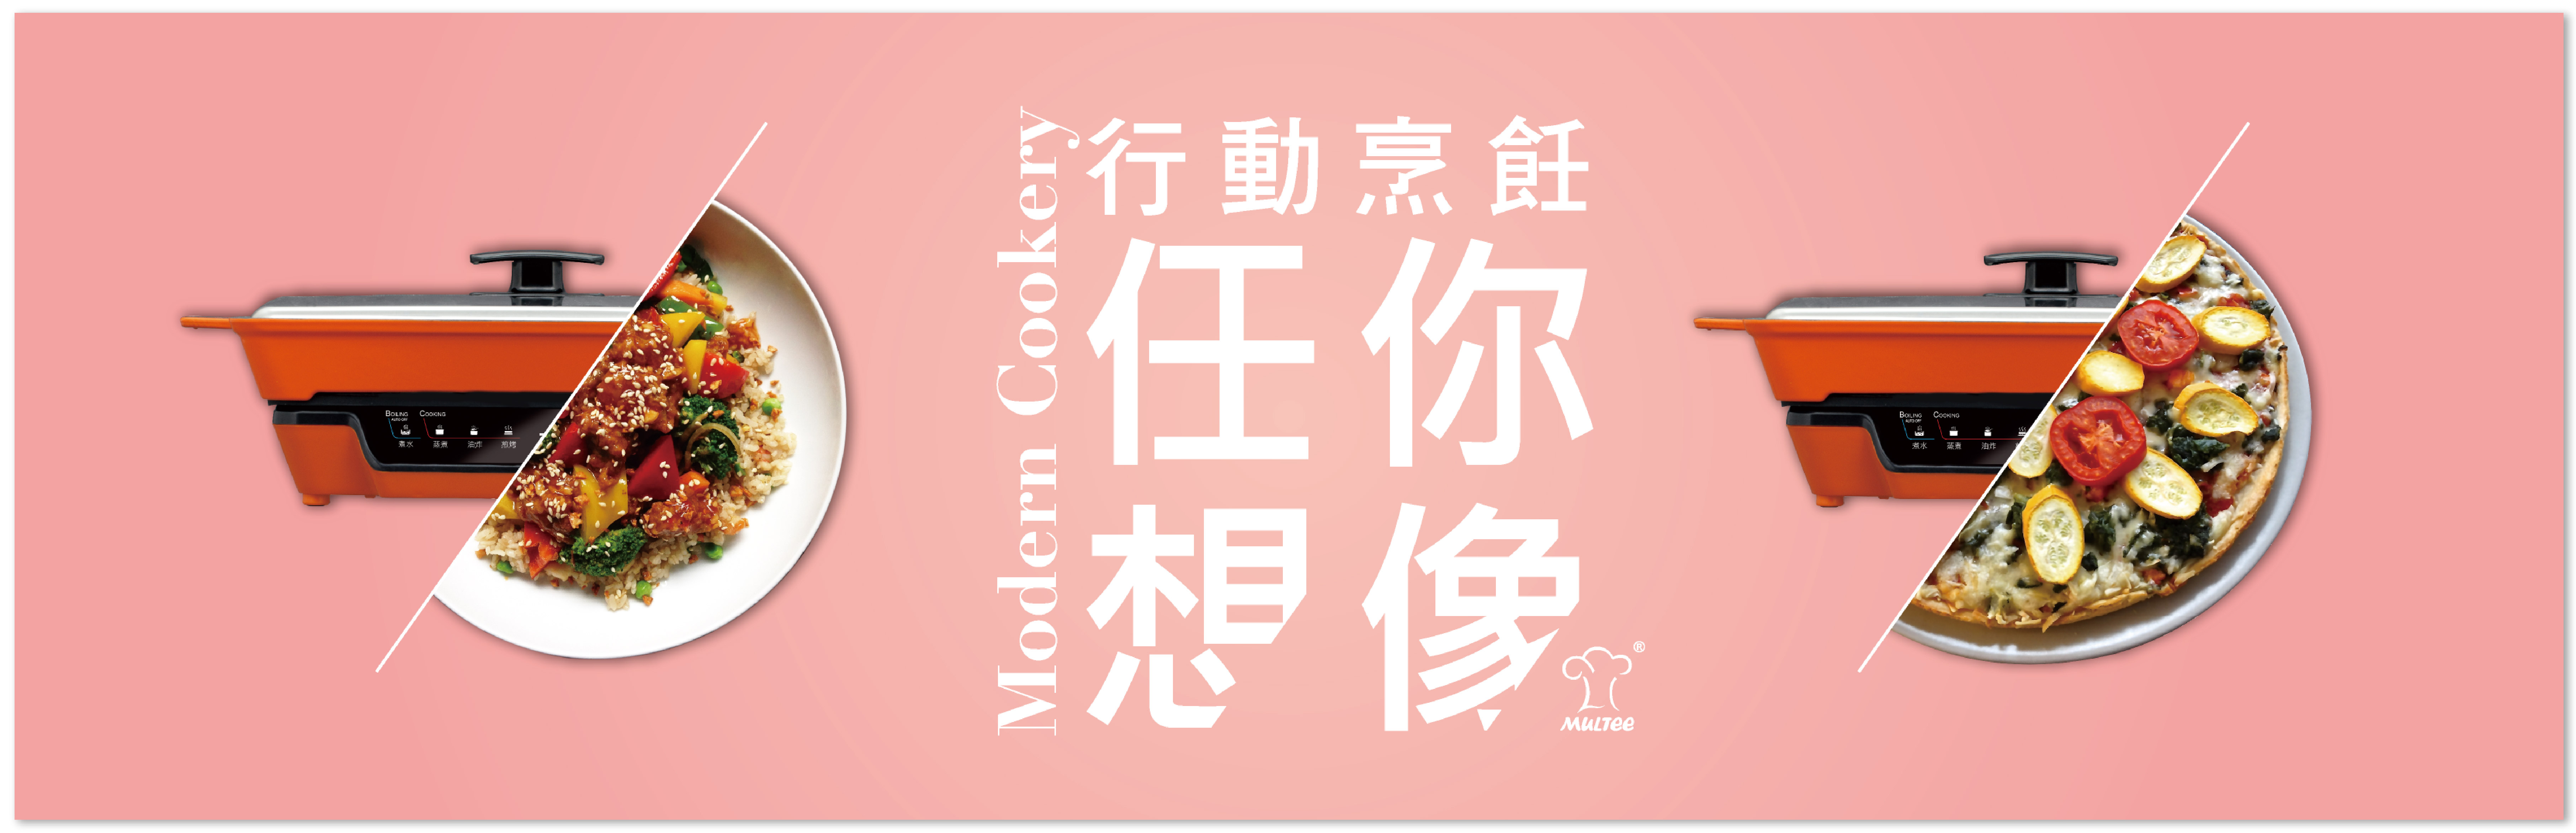 Modern Cookery
行動烹飪
任你
想像
MULTEE
®
BOILING COOKING
AUTO OFF
煮水 蒸煮 油炸 煎烤
BOILING COOKING
AUTO OFF
煮水 蒸煮 油炸